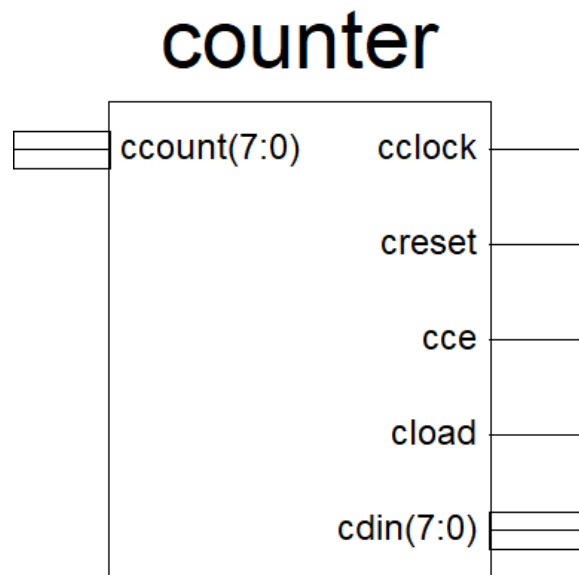 counter
ccount(7:0) cclock
creset
cce
cload
cdin(7:0)